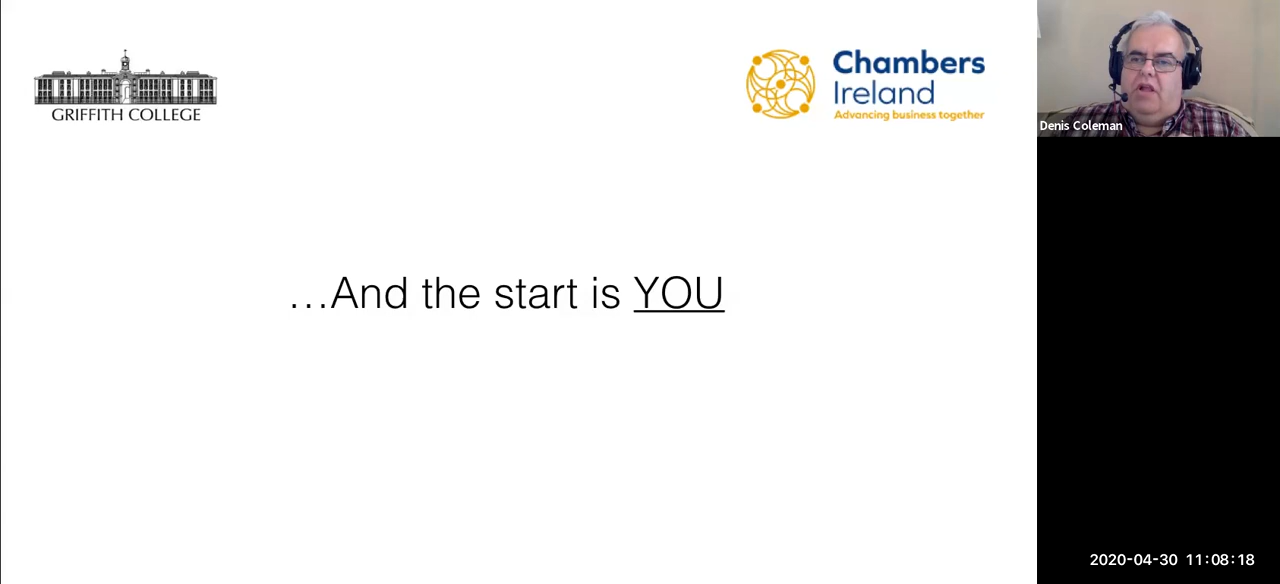 GRIFFITH COLLEGE
Chambers
Ireland
Advancing business together
Denis Coleman
...And the start is YOU
2020-04-30 11:08:18